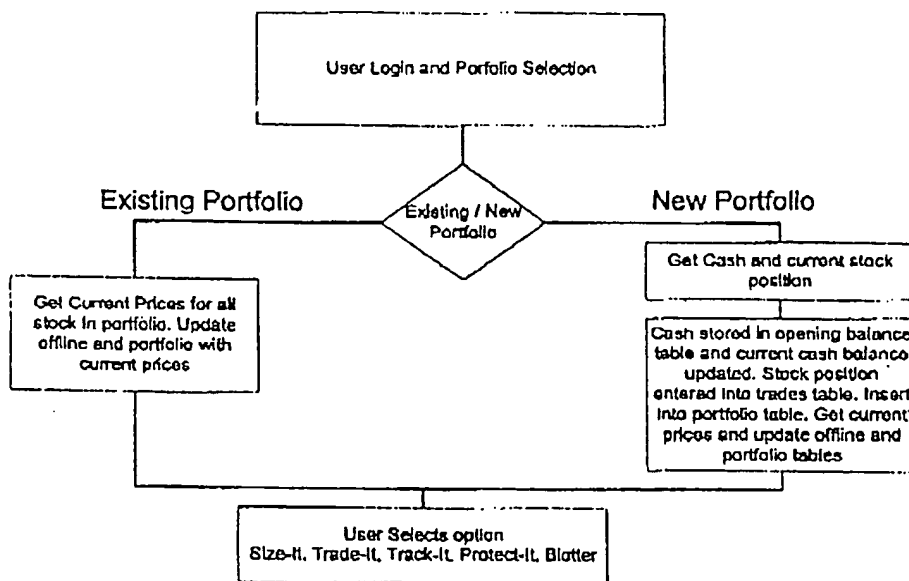 User Login and Porfolio Selection
Existing Portfolio
Existing / New
Portfolio
New Portfolio
Get Current Prices for all
stock in portfolio. Update
offline and portfolio with
current prices
Get Cash and current stock
position
Cash stored in opening balance
table and current cash balance
updated. Stock position
entered into trades table. Insert
into portfolio table. Get current
prices and update offline and
portfolio tables
User Selects option
Size-It, Trade-It, Track-It, Protect-It, Blotter